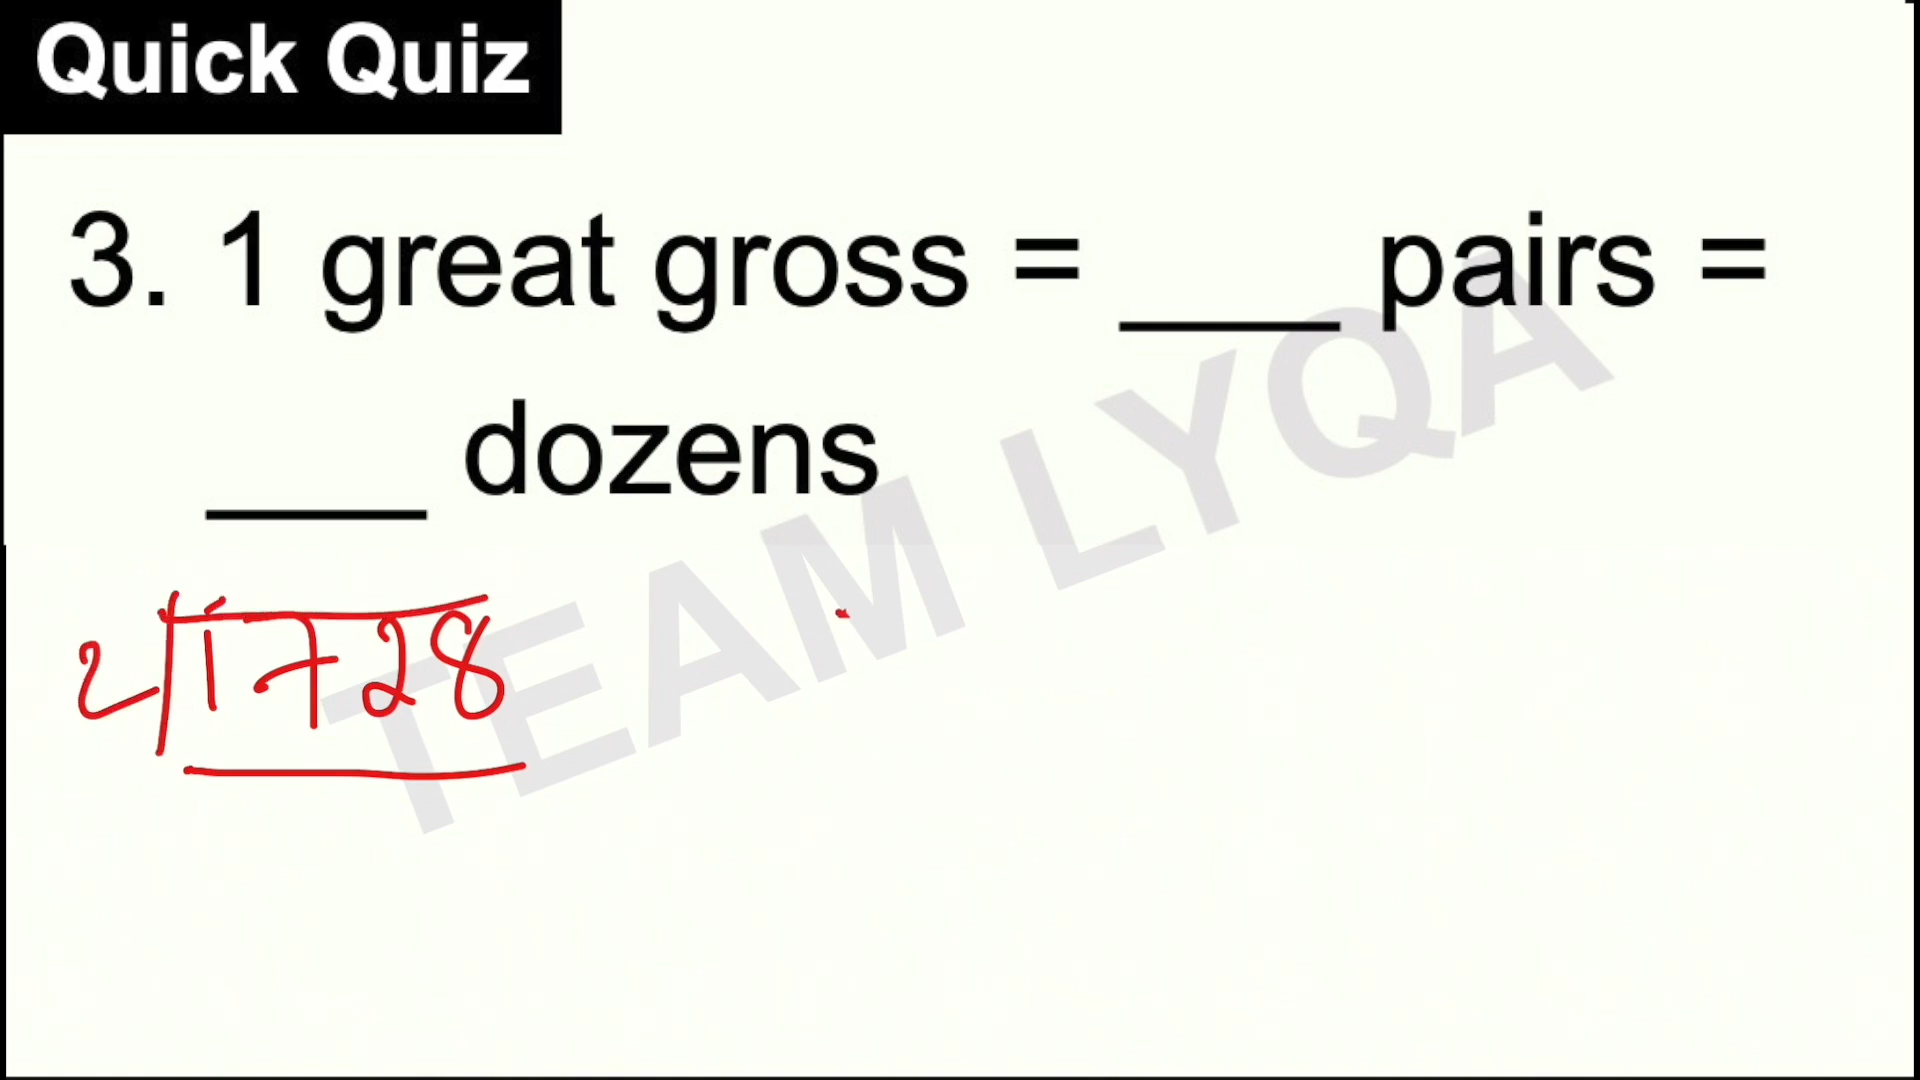 Quick Quiz
3. 1 great gross = ____ pairs =
____ dozens
TEAM LYQA
2 1728